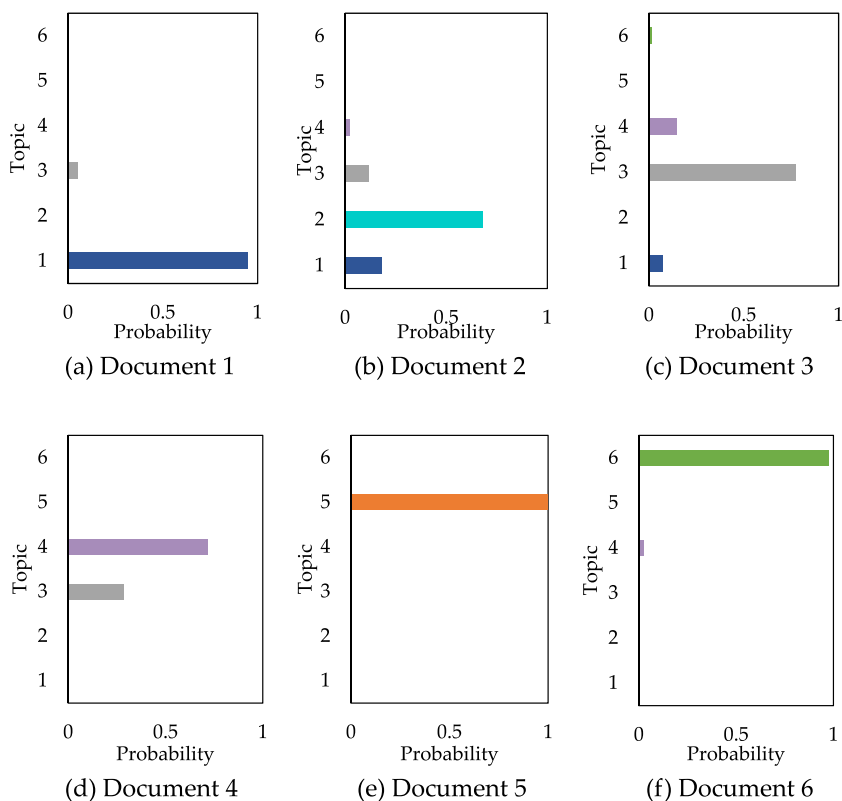 6
5
4
3
2
1
Topic
0 0.5 1
Probability
(a) Document 1
6
5
4
3
2
1
Topic
0 0.5 1
Probability
(b) Document 2
6
5
4
3
2
1
Topic
0 0.5 1
Probability
(c) Document 3
6
5
4
3
2
1
Topic
0 0.5 1
Probability
(d) Document 4
6
5
4
3
2
1
Topic
0 0.5 1
Probability
(e) Document 5
6
5
4
3
2
1
Topic
0 0.5 1
Probability
(f) Document 6